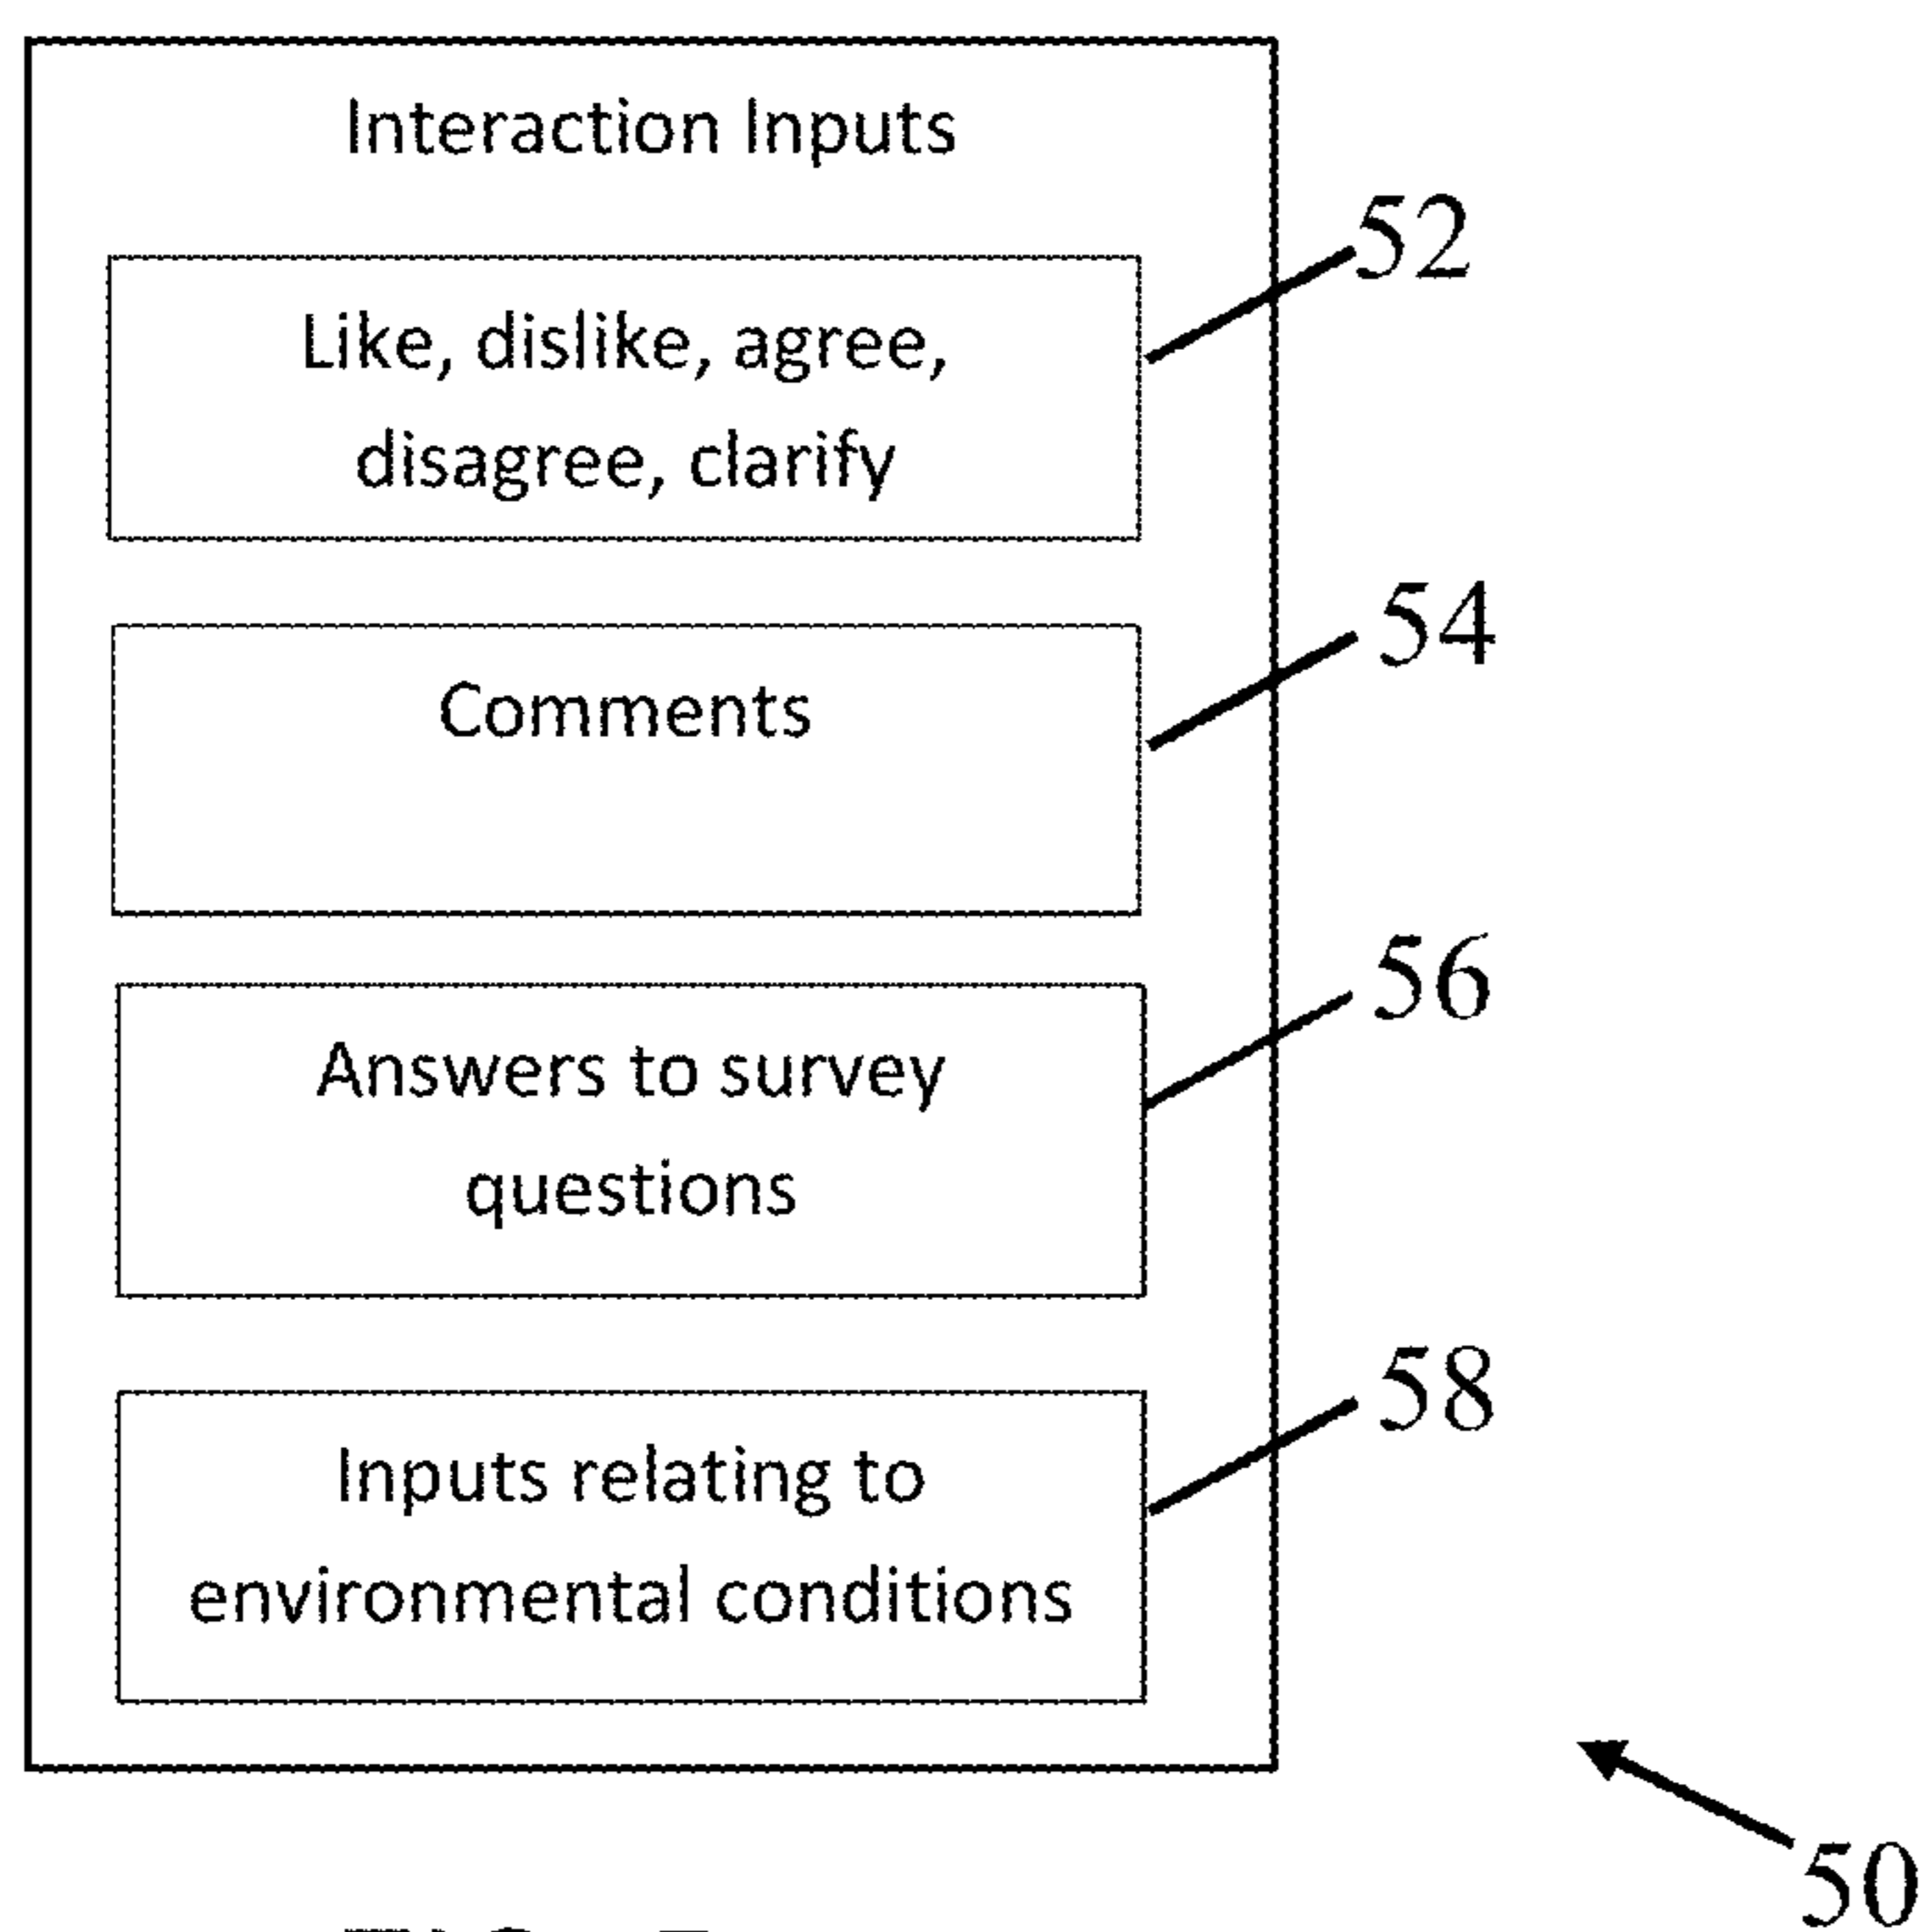 Interaction Inputs
52
Like, dislike, agree,
disagree, clarify
54
Comments
56
Answers to survey
questions
58
Inputs relating to
environmental conditions
50